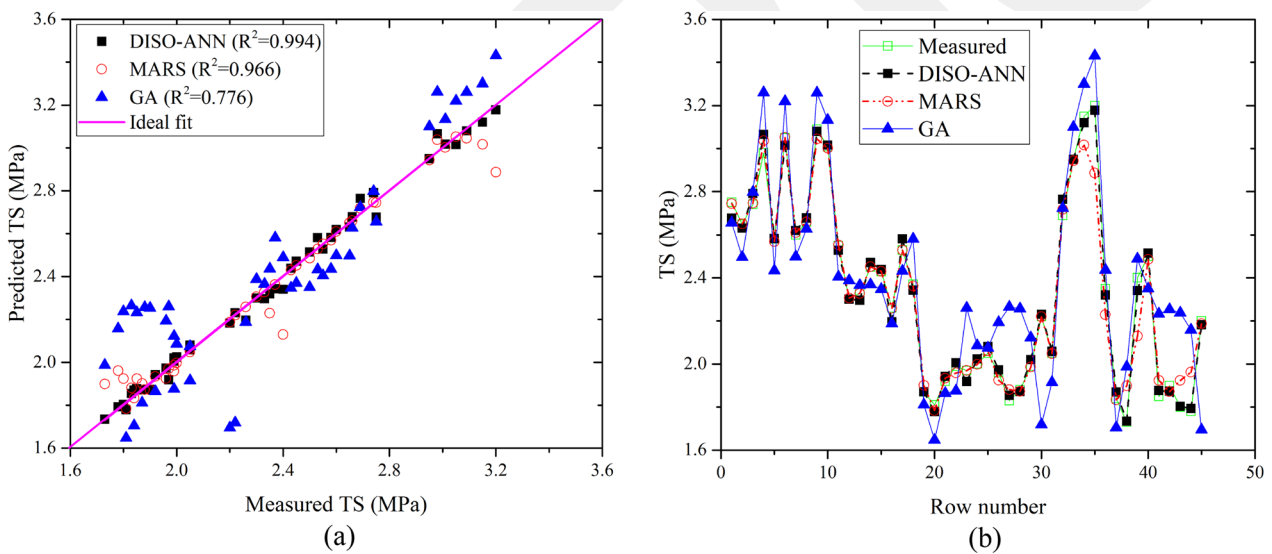 3.6
3.2
2.8
2.4
2.0
1.6
Predicted TS (MPa)
DISO-ANN (R²=0.994)
MARS (R²=0.966)
GA (R²=0.776)
Ideal fit
1.6 2.0 2.4 2.8 3.2 3.6
Measured TS (MPa)
(a)
3.6
3.2
2.8
2.4
2.0
1.6
TS (MPa)
Measured
DISO-ANN
MARS
GA
0 10 20 30 40 50
Row number
(b)